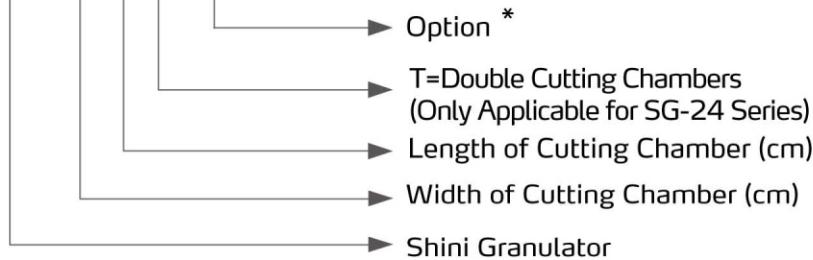 Option *
T=Double Cutting Chambers
(Only Applicable for SG-24 Series)
Length of Cutting Chamber (cm)
Width of Cutting Chamber (cm)
Shini Granulator